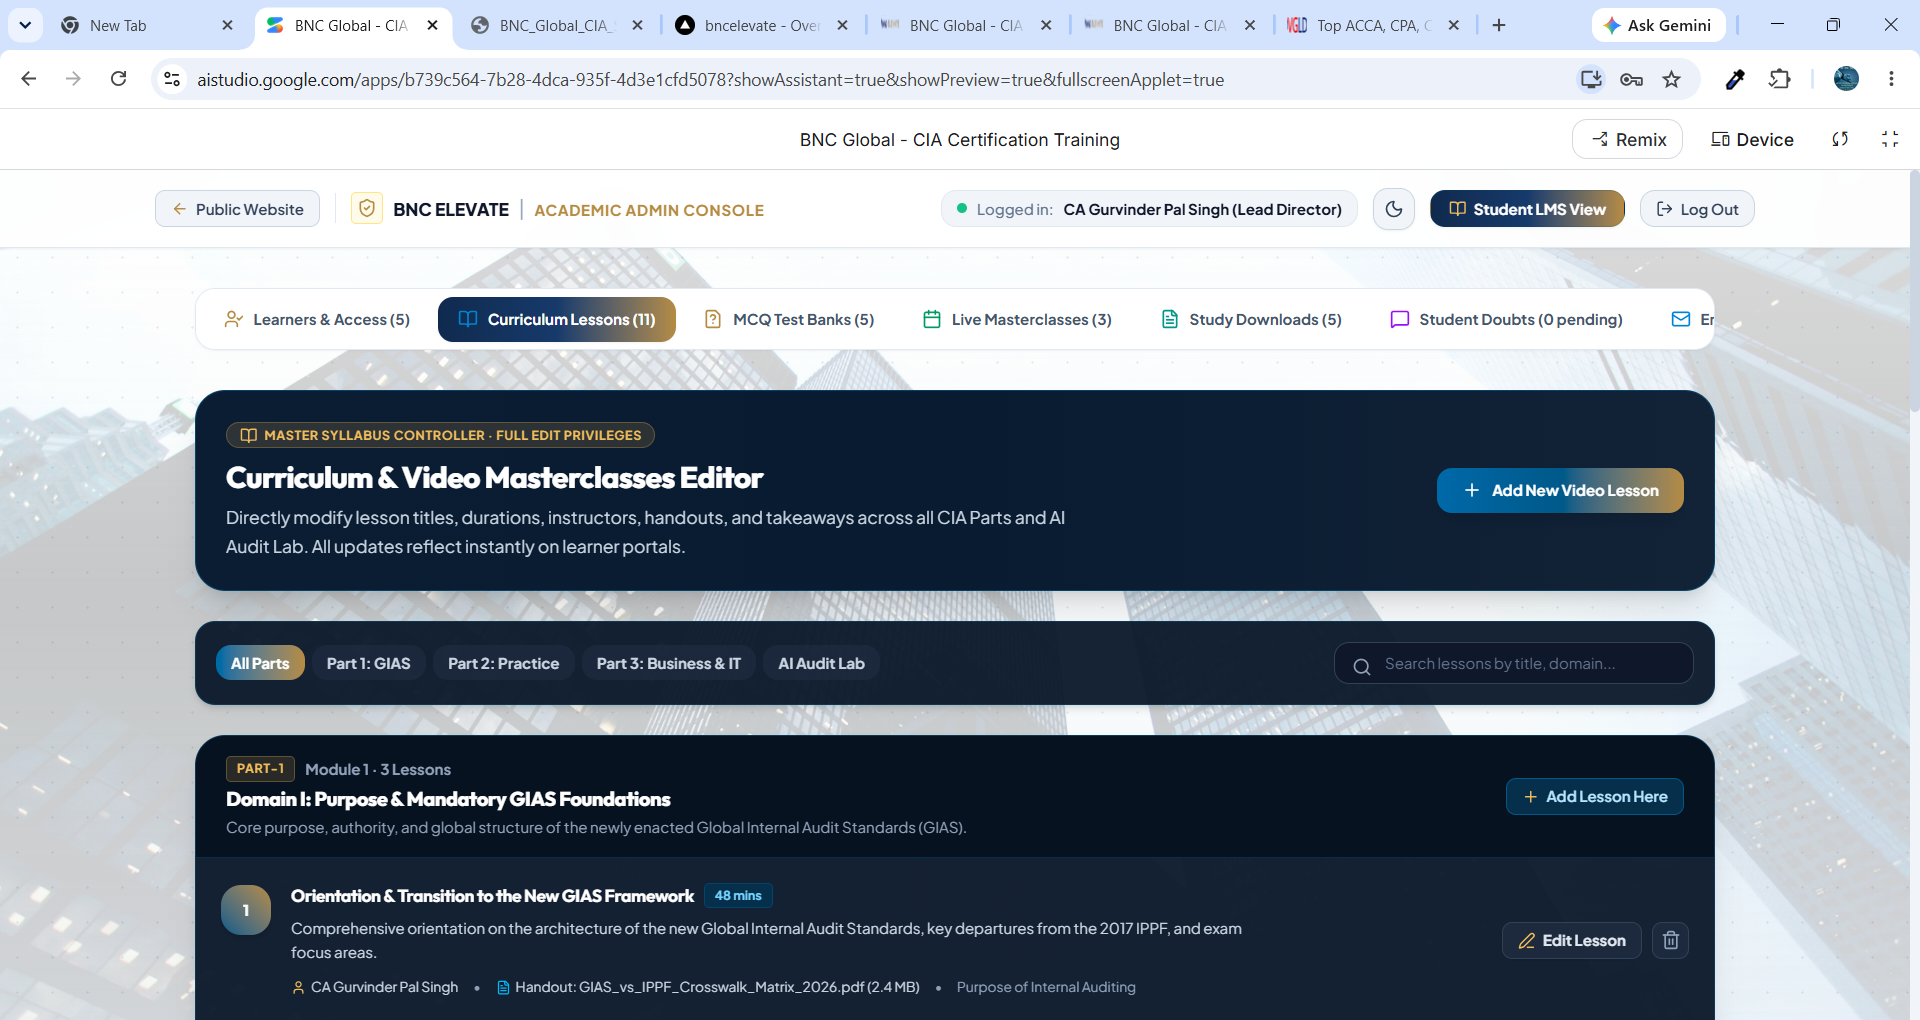 New Tab
BNC Global - CIA
BNC_Global_CIA_
bncelevate - Over
BNC Global - CIA
BNC Global - CIA
Top ACCA, CPA, C
Ask Gemini
aistudio.google.com/apps/b739c564-7b28-4dca-935f-4d3e1cfd5078?showAssistant=true&showPreview=true&fullscreenApplet=true
BNC Global - CIA Certification Training
Remix
Device
Public Website
BNC ELEVATE | ACADEMIC ADMIN CONSOLE
Logged in: CA Gurvinder Pal Singh (Lead Director)
Student LMS View
Log Out
Learners & Access (5)
Curriculum Lessons (11)
MCQ Test Banks (5)
Live Masterclasses (3)
Study Downloads (5)
Student Doubts (0 pending)
MASTER SYLLABUS CONTROLLER · FULL EDIT PRIVILEGES
Curriculum & Video Masterclasses Editor
Directly modify lesson titles, durations, instructors, handouts, and takeaways across all CIA Parts and AI
Audit Lab. All updates reflect instantly on learner portals.
+ Add New Video Lesson
All Parts
Part 1: GIAS
Part 2: Practice
Part 3: Business & IT
AI Audit Lab
Search lessons by title, domain...
PART-1 Module 1 · 3 Lessons
Domain I: Purpose & Mandatory GIAS Foundations
Core purpose, authority, and global structure of the newly enacted Global Internal Audit Standards (GIAS).
+ Add Lesson Here
1
Orientation & Transition to the New GIAS Framework 48 mins
Comprehensive orientation on the architecture of the new Global Internal Audit Standards, key departures from the 2017 IPPF, and exam
focus areas.
Edit Lesson
CA Gurvinder Pal Singh • Handout: GIAS_vs_IPPF_Crosswalk_Matrix_2026.pdf (2.4 MB) • Purpose of Internal Auditing